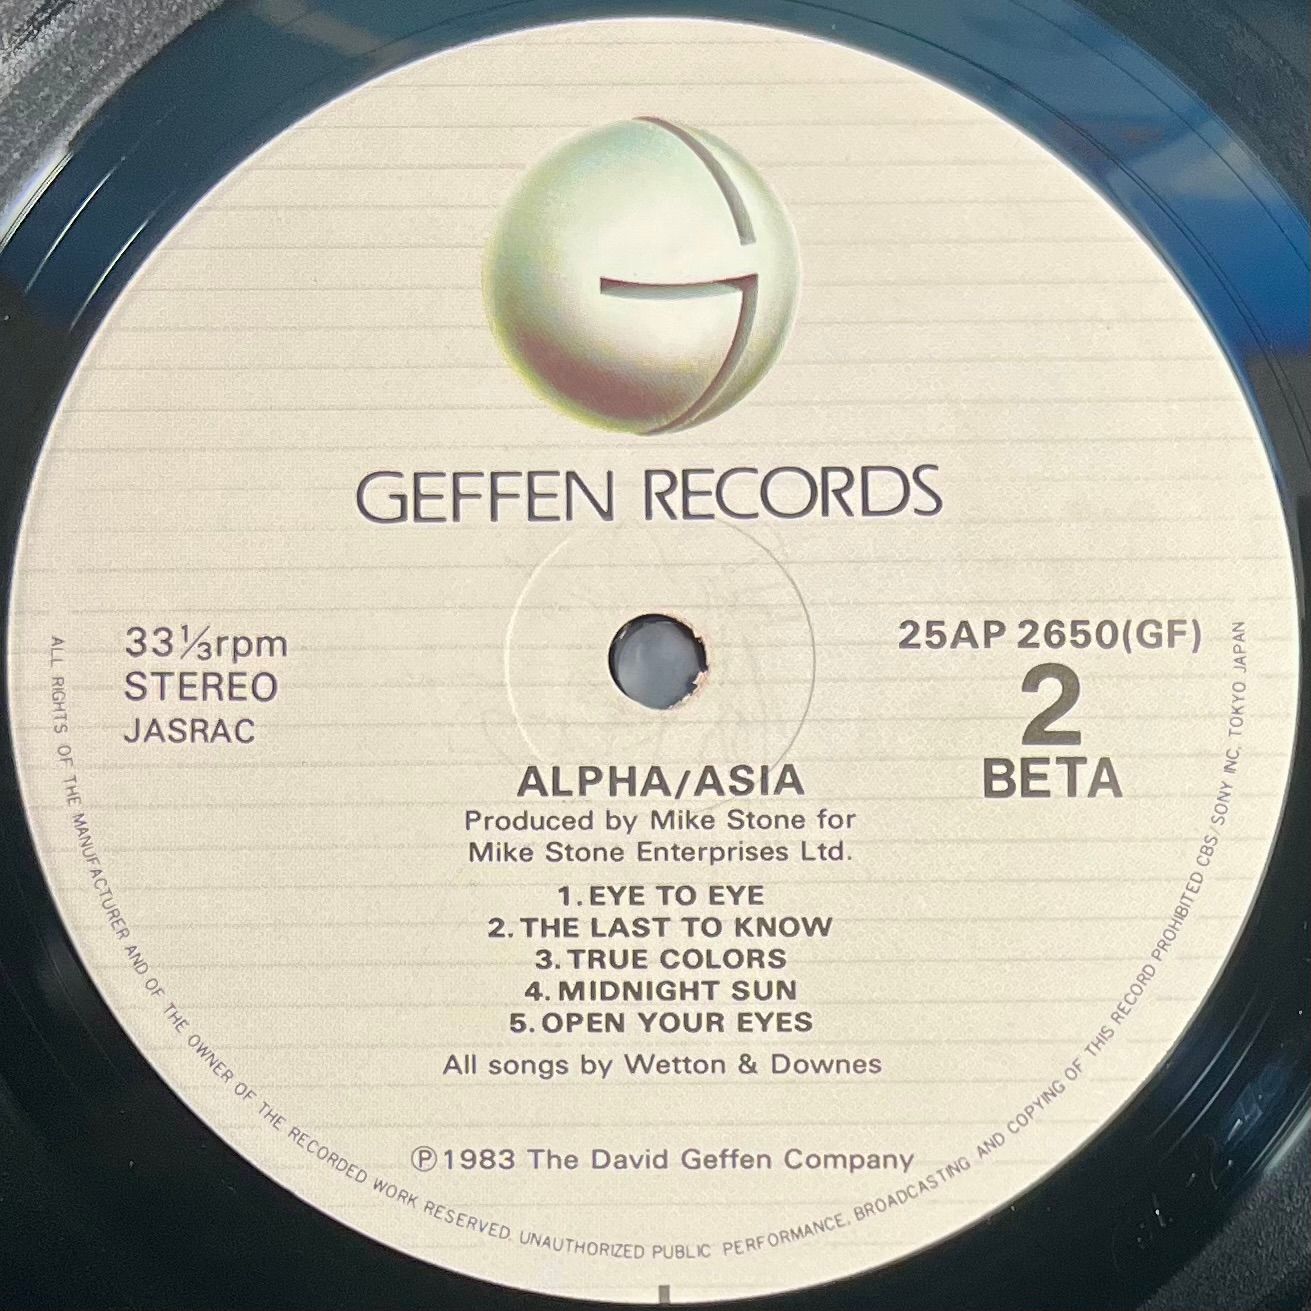 GEFFEN RECORDS
33⅓rpm
STEREO
JASRAC
25AP 2650(GF)
2
BETA
ALPHA/ASIA
Produced by Mike Stone for
Mike Stone Enterprises Ltd.
1. EYE TO EYE
2. THE LAST TO KNOW
3. TRUE COLORS
4. MIDNIGHT SUN
5. OPEN YOUR EYES
All songs by Wetton & Downes
℗1983 The David Geffen Company
ALL RIGHTS OF THE MANUFACTURER AND OF THE OWNER OF THE RECORDED WORK RESERVED. UNAUTHORIZED PUBLIC PERFORMANCE, BROADCASTING AND COPYING OF THIS RECORD PROHIBITED CBS/SONY INC. TOKYO JAPAN